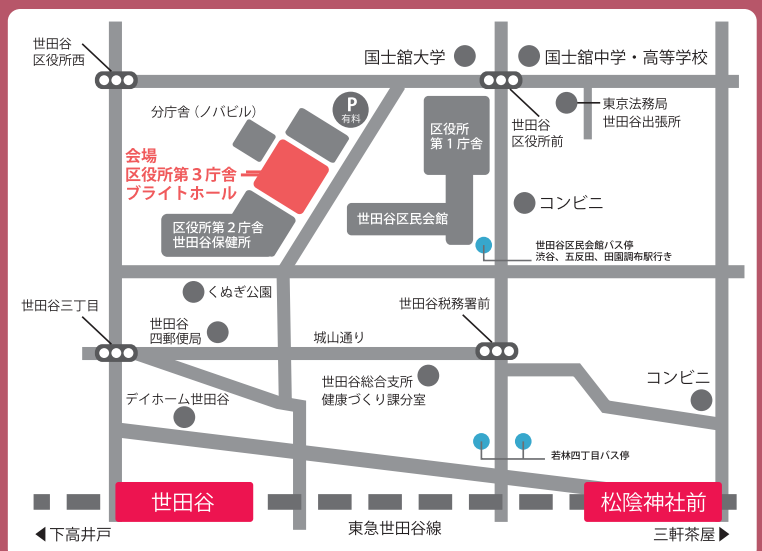 世田谷
区役所西
国士舘大学
国士舘中学・高等学校
分庁舎（ノバビル）
P
有料
区役所
第１庁舎
世田谷
区役所前
東京法務局
世田谷出張所
会場
区役所第３庁舎
ブライトホール
コンビニ
区役所第２庁舎
世田谷保健所
世田谷区民会館
世田谷区民会館バス停
渋谷、五反田、田園調布駅行き
くぬぎ公園
世田谷三丁目
世田谷
四郵便局
城山通り
世田谷税務署前
世田谷総合支所
健康づくり課分室
コンビニ
デイホーム世田谷
若林四丁目バス停
世田谷
松陰神社前
下高井戸
東急世田谷線
三軒茶屋